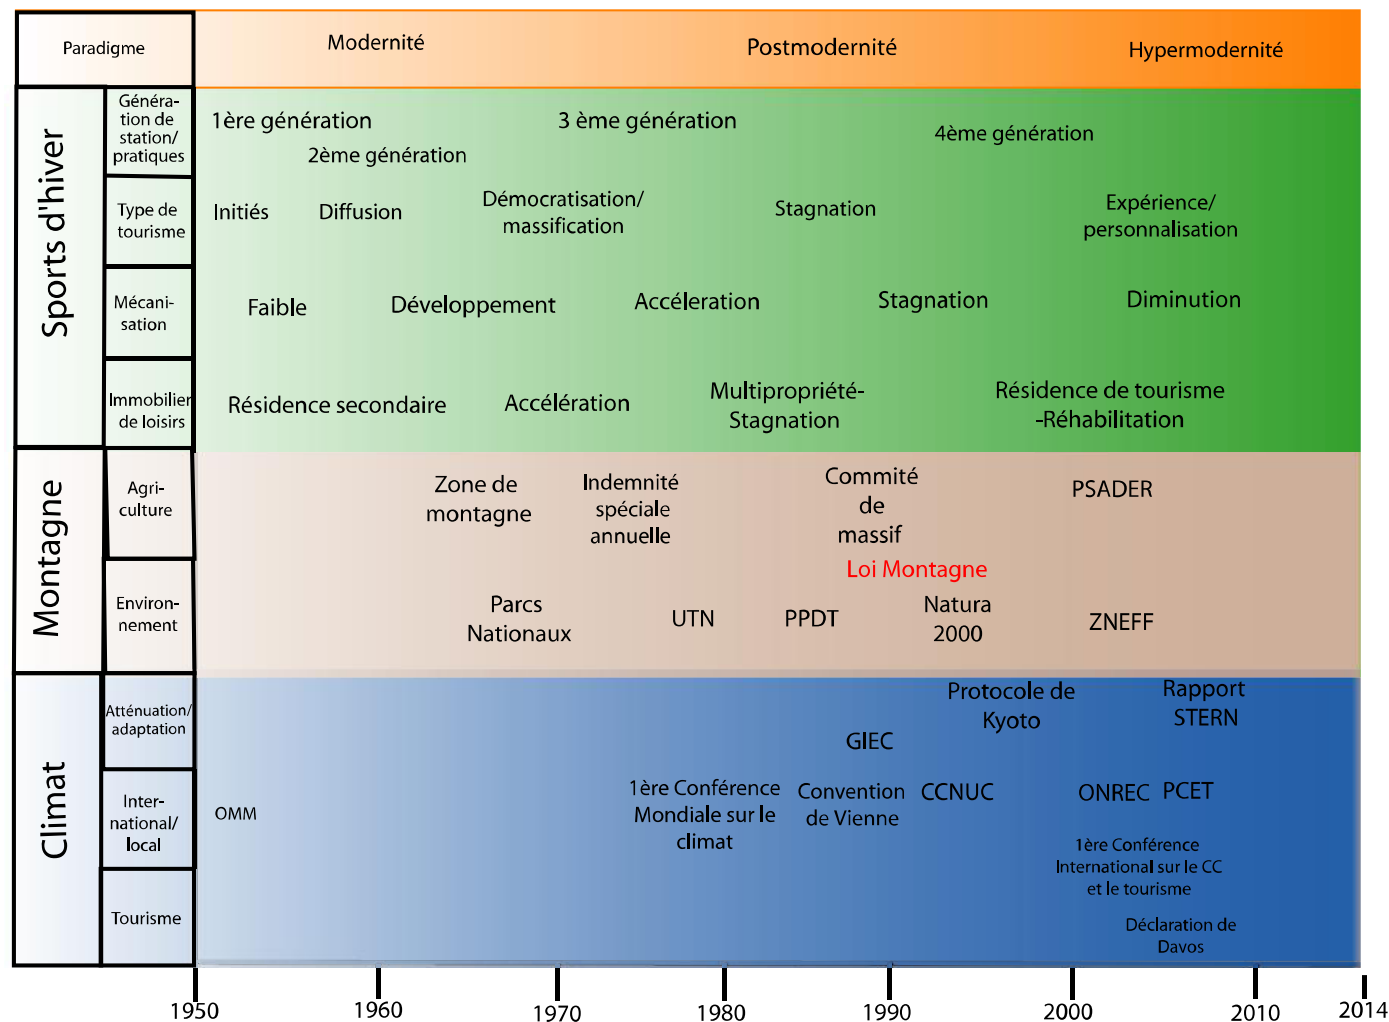 Paradigme
Modernité
Postmodernité
Hypermodernité
Sports d'hiver
Généra-
tion de
station/
pratiques
1ère génération
2ème génération
3 ème génération
4ème génération
Type de
tourisme
Initiés
Diffusion
Démocratisation/
massification
Stagnation
Expérience/
personnalisation
Mécani-
sation
Faible
Développement
Accéleration
Stagnation
Diminution
Immobilier
de loisirs
Résidence secondaire
Accélération
Multipropriété-
Stagnation
Résidence de tourisme
-Réhabilitation
Montagne
Agri-
culture
Zone de
montagne
Indemnité
spéciale
annuelle
Commité
de
massif
PSADER
Loi Montagne
Environ-
nement
Parcs
Nationaux
UTN
PPDT
Natura
2000
ZNEFF
Climat
Atténuation/
adaptation
GIEC
Protocole de
Kyoto
Rapport
STERN
Inter-
national/
local
OMM
1ère Conférence
Mondiale sur le
climat
Convention
de Vienne
CCNUC
ONREC
PCET
Tourisme
1ère Conférence
International sur le CC
et le tourisme
Déclaration de
Davos
1950
1960
1970
1980
1990
2000
2010
2014